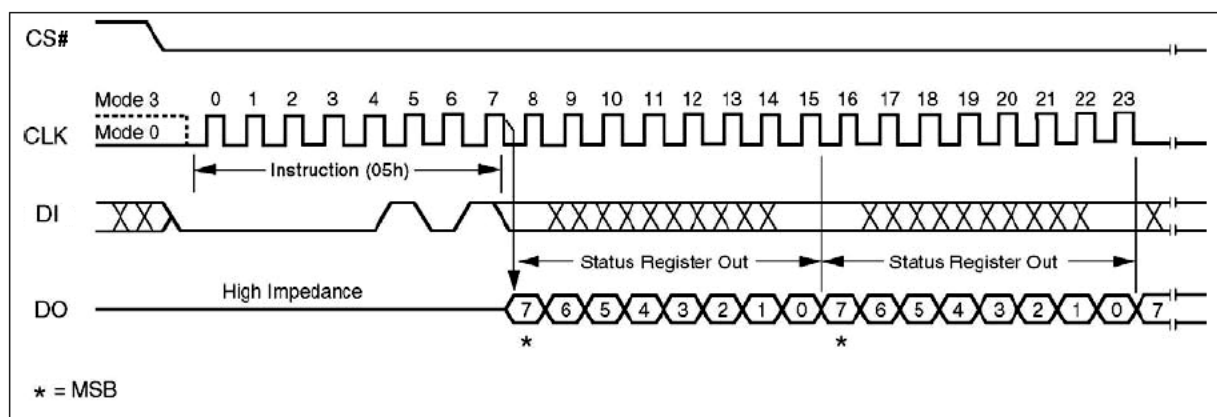 CS#
Mode 3 0 1 2 3 4 5 6 7 8 9 10 11 12 13 14 15 16 17 18 19 20 21 22 23
CLK Mode 0
Instruction (05h)
DI
Status Register Out Status Register Out
High Impedance
DO 7 6 5 4 3 2 1 0 7 6 5 4 3 2 1 0 7
* *
* = MSB